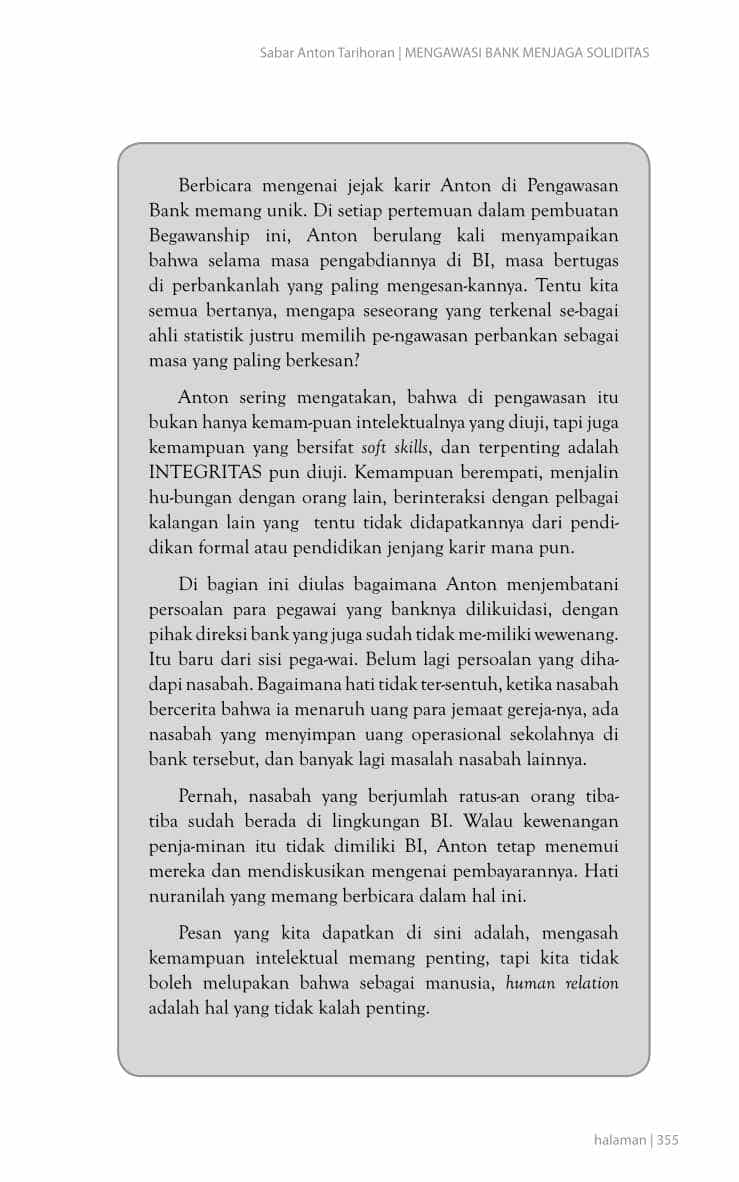 Sabar Anton Tarihoran | MENGAWASI BANK MENJAGA SOLIDITAS
Berbicara mengenai jejak karir Anton di Pengawasan
Bank memang unik. Di setiap pertemuan dalam pembuatan
Begawanship ini, Anton berulang kali menyampaikan
bahwa selama masa pengabdiannya di BI, masa bertugas
di perbankanlah yang paling mengesan-kannya. Tentu kita
semua bertanya, mengapa seseorang yang terkenal se-bagai
ahli statistik justru memilih pe-ngawasan perbankan sebagai
masa yang paling berkesan?
Anton sering mengatakan, bahwa di pengawasan itu
bukan hanya kemam-puan intelektualnya yang diuji, tapi juga
kemampuan yang bersifat soft skills, dan terpenting adalah
INTEGRITAS pun diuji. Kemampuan berempati, menjalin
hu-bungan dengan orang lain, berinteraksi dengan pelbagai
kalangan lain yang  tentu tidak didapatkannya dari pendi-
dikan formal atau pendidikan jenjang karir mana pun.
Di bagian ini diulas bagaimana Anton menjembatani
persoalan para pegawai yang banknya dilikuidasi, dengan
pihak direksi bank yang juga sudah tidak me-miliki wewenang.
Itu baru dari sisi pega-wai. Belum lagi persoalan yang diha-
dapi nasabah. Bagaimana hati tidak ter-sentuh, ketika nasabah
bercerita bahwa ia menaruh uang para jemaat gereja-nya, ada
nasabah yang menyimpan uang operasional sekolahnya di
bank tersebut, dan banyak lagi masalah nasabah lainnya.
Pernah, nasabah yang berjumlah ratus-an orang tiba-
tiba sudah berada di lingkungan BI. Walau kewenangan
penja-minan itu tidak dimiliki BI, Anton tetap menemui
mereka dan mendiskusikan mengenai pembayarannya. Hati
nuranilah yang memang berbicara dalam hal ini.
Pesan yang kita dapatkan di sini adalah, mengasah
kemampuan intelektual memang penting, tapi kita tidak
boleh melupakan bahwa sebagai manusia, human relation
adalah hal yang tidak kalah penting.
halaman | 355